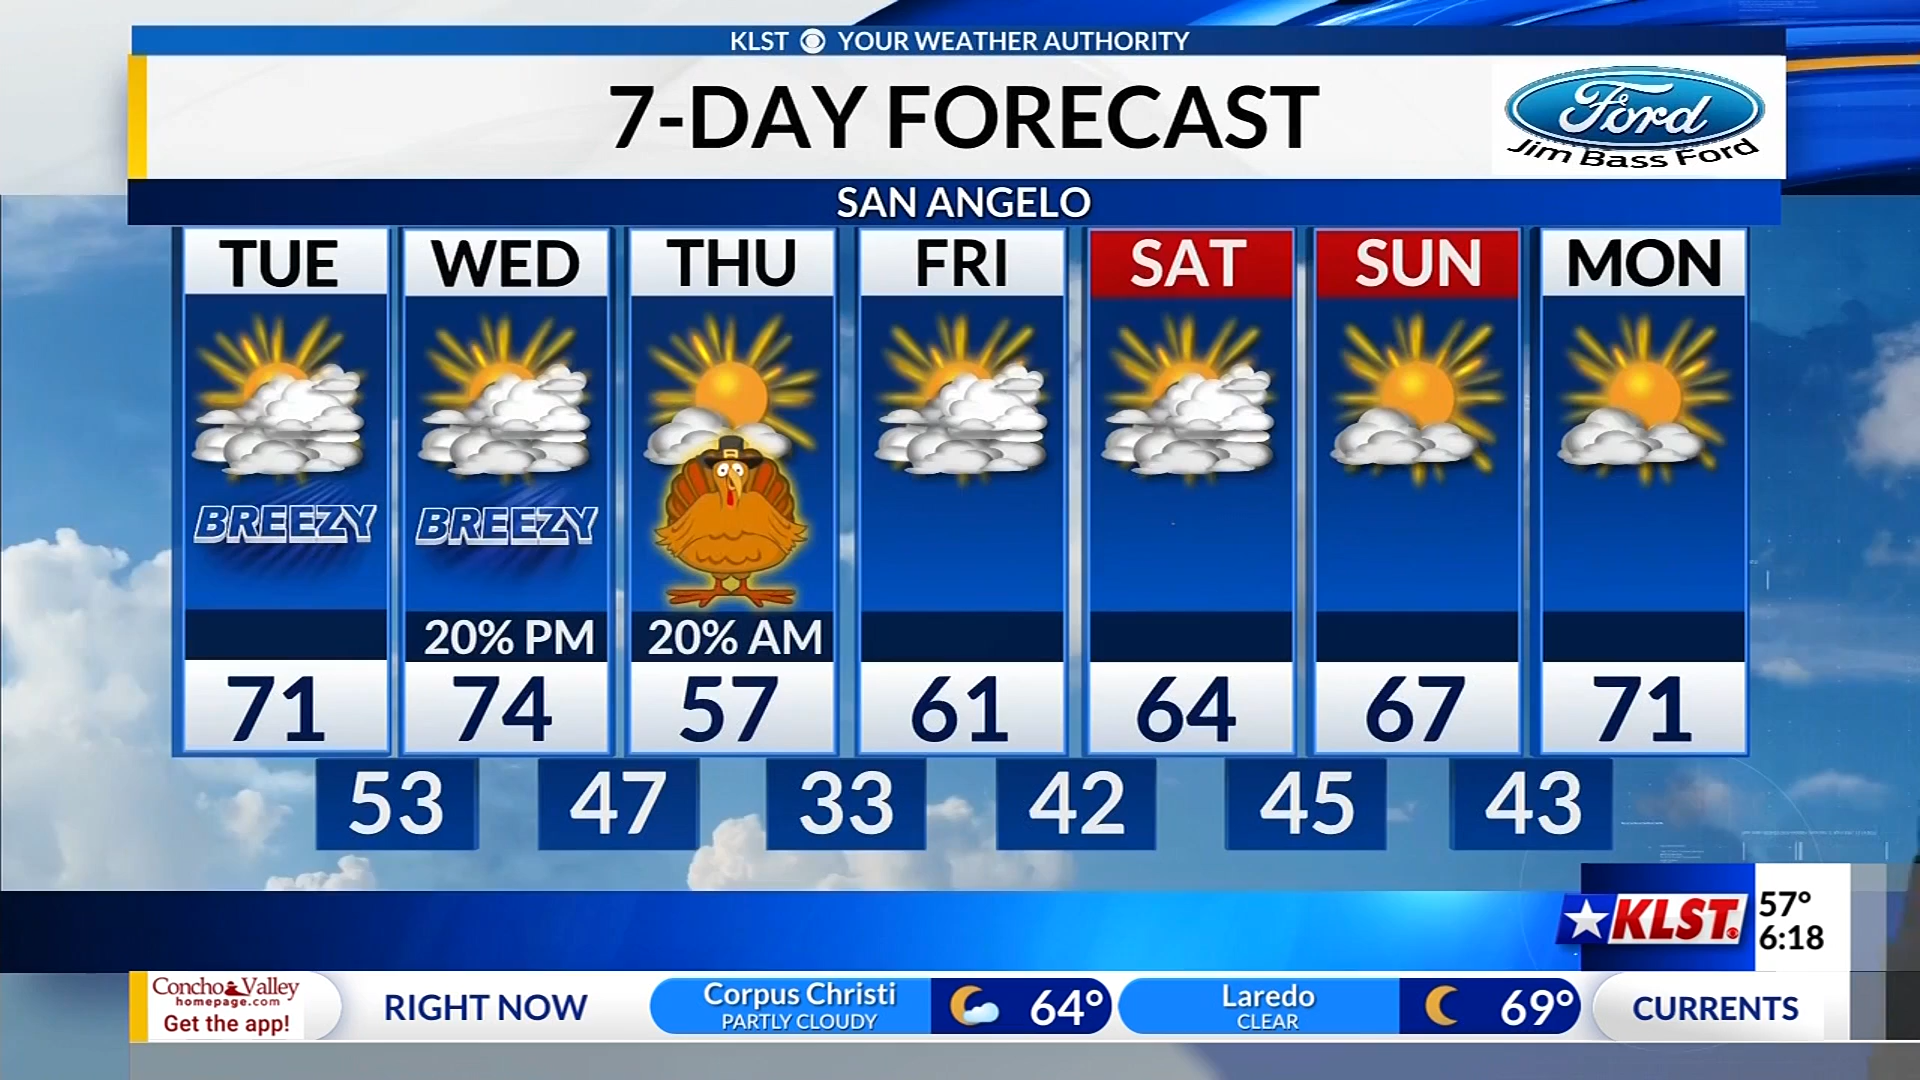 KLST YOUR WEATHER AUTHORITY
7-DAY FORECAST
Ford
Jim Bass Ford
SAN ANGELO
TUE WED THU FRI SAT SUN MON
BREEZY BREEZY
20% PM 20% AM
71 74 57 61 64 67 71
53 47 33 42 45 43
KLST
57°
6:18
Concho Valley
homepage.com
Get the app!
RIGHT NOW
Corpus Christi
PARTLY CLOUDY
64°
Laredo
CLEAR
69°
CURRENTS